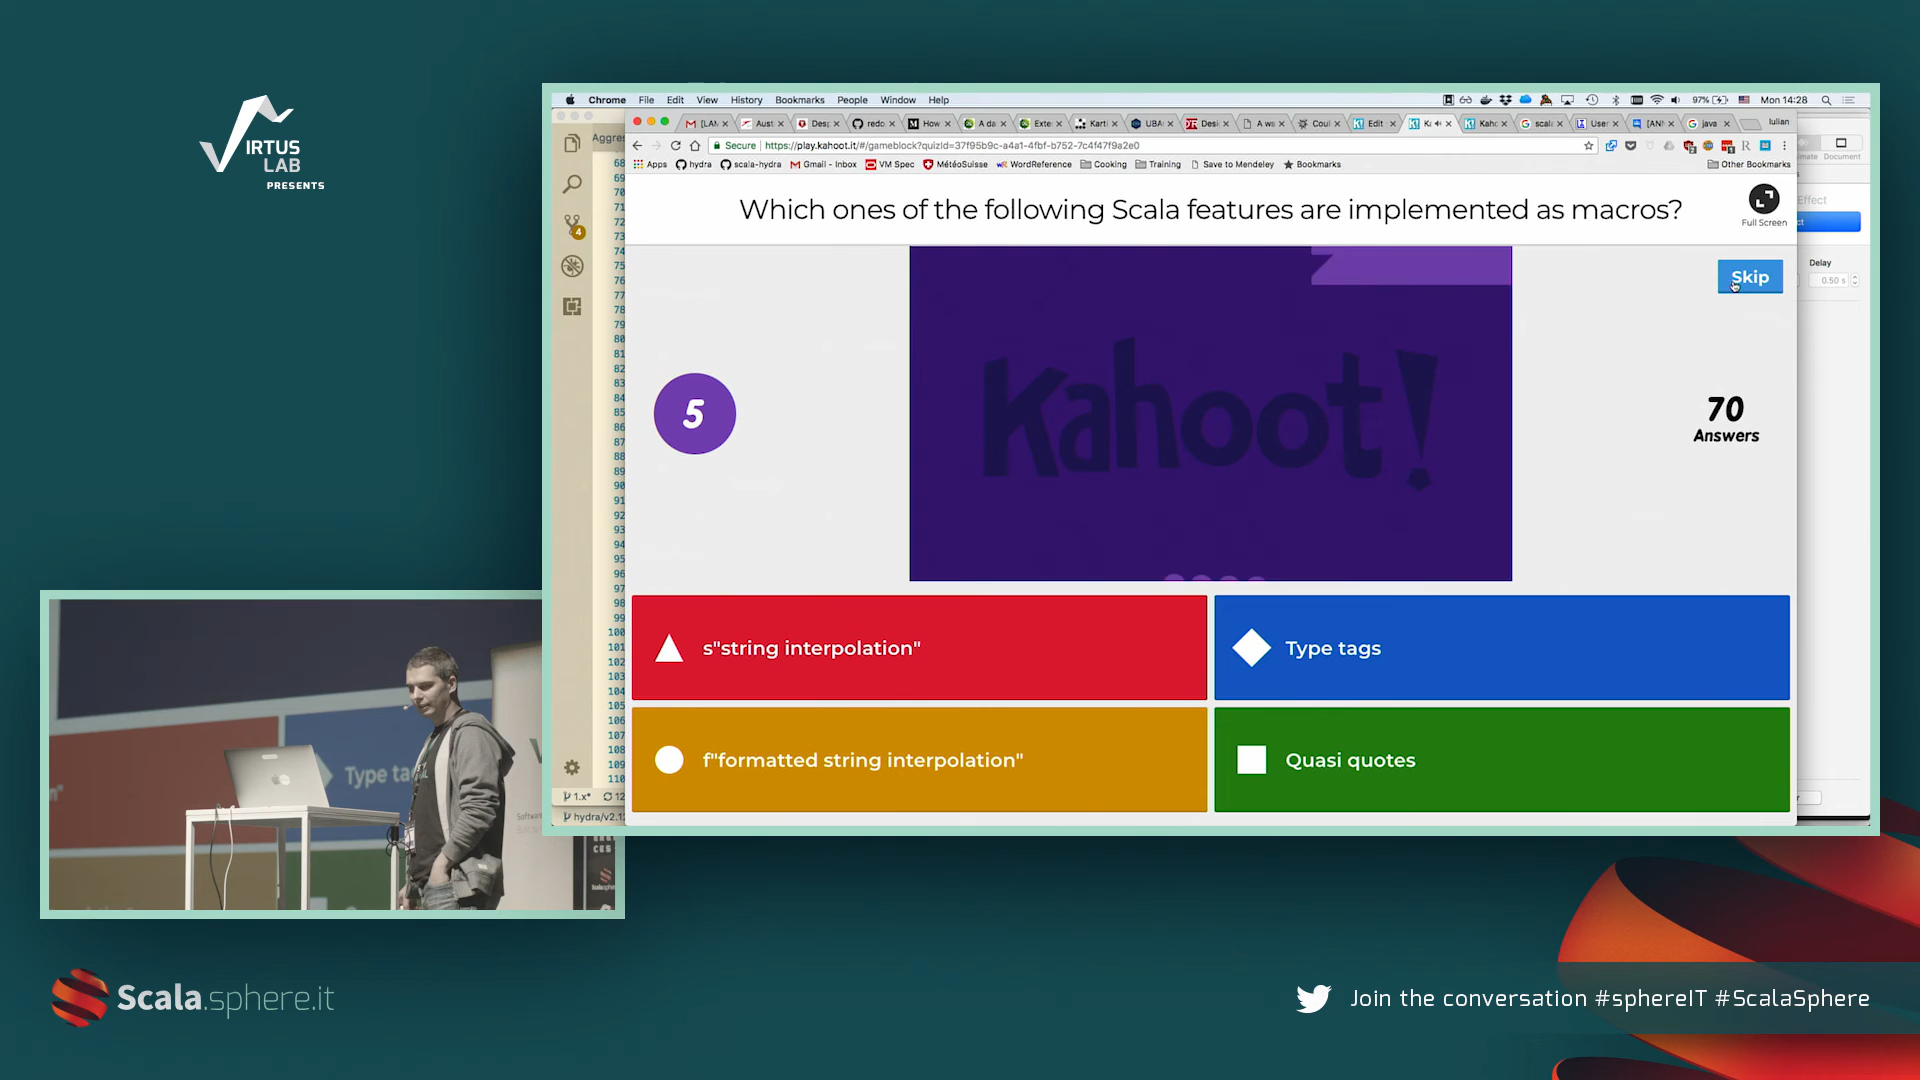 VIRTUS
LAB
PRESENTS
Chrome File Edit View History Bookmarks People Window Help
97% Mon 14:28
Iulian
Secure https://play.kahoot.it/#/gameblock?quizId=37f95b9c-a4a1-4fbf-b752-7c4f47f9a2e0
Apps hydra scala-hydra Gmail - Inbox VM Spec MétéoSuisse WordReference Cooking Training Save to Mendeley Bookmarks Other Bookmarks
Which ones of the following Scala features are implemented as macros?
Full Screen
Skip
Delay
0.50 s
5
Kahoot!
70
Answers
s"string interpolation"
Type tags
f"formatted string interpolation"
Quasi quotes
Scala.sphere.it
Join the conversation #sphereIT #ScalaSphere